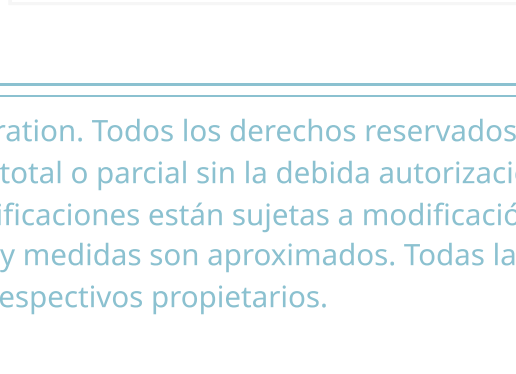 ration. Todos los derechos reservados
total o parcial sin la debida autorizaci
ificaciones están sujetas a modificació
y medidas son aproximados. Todas la
espectivos propietarios.